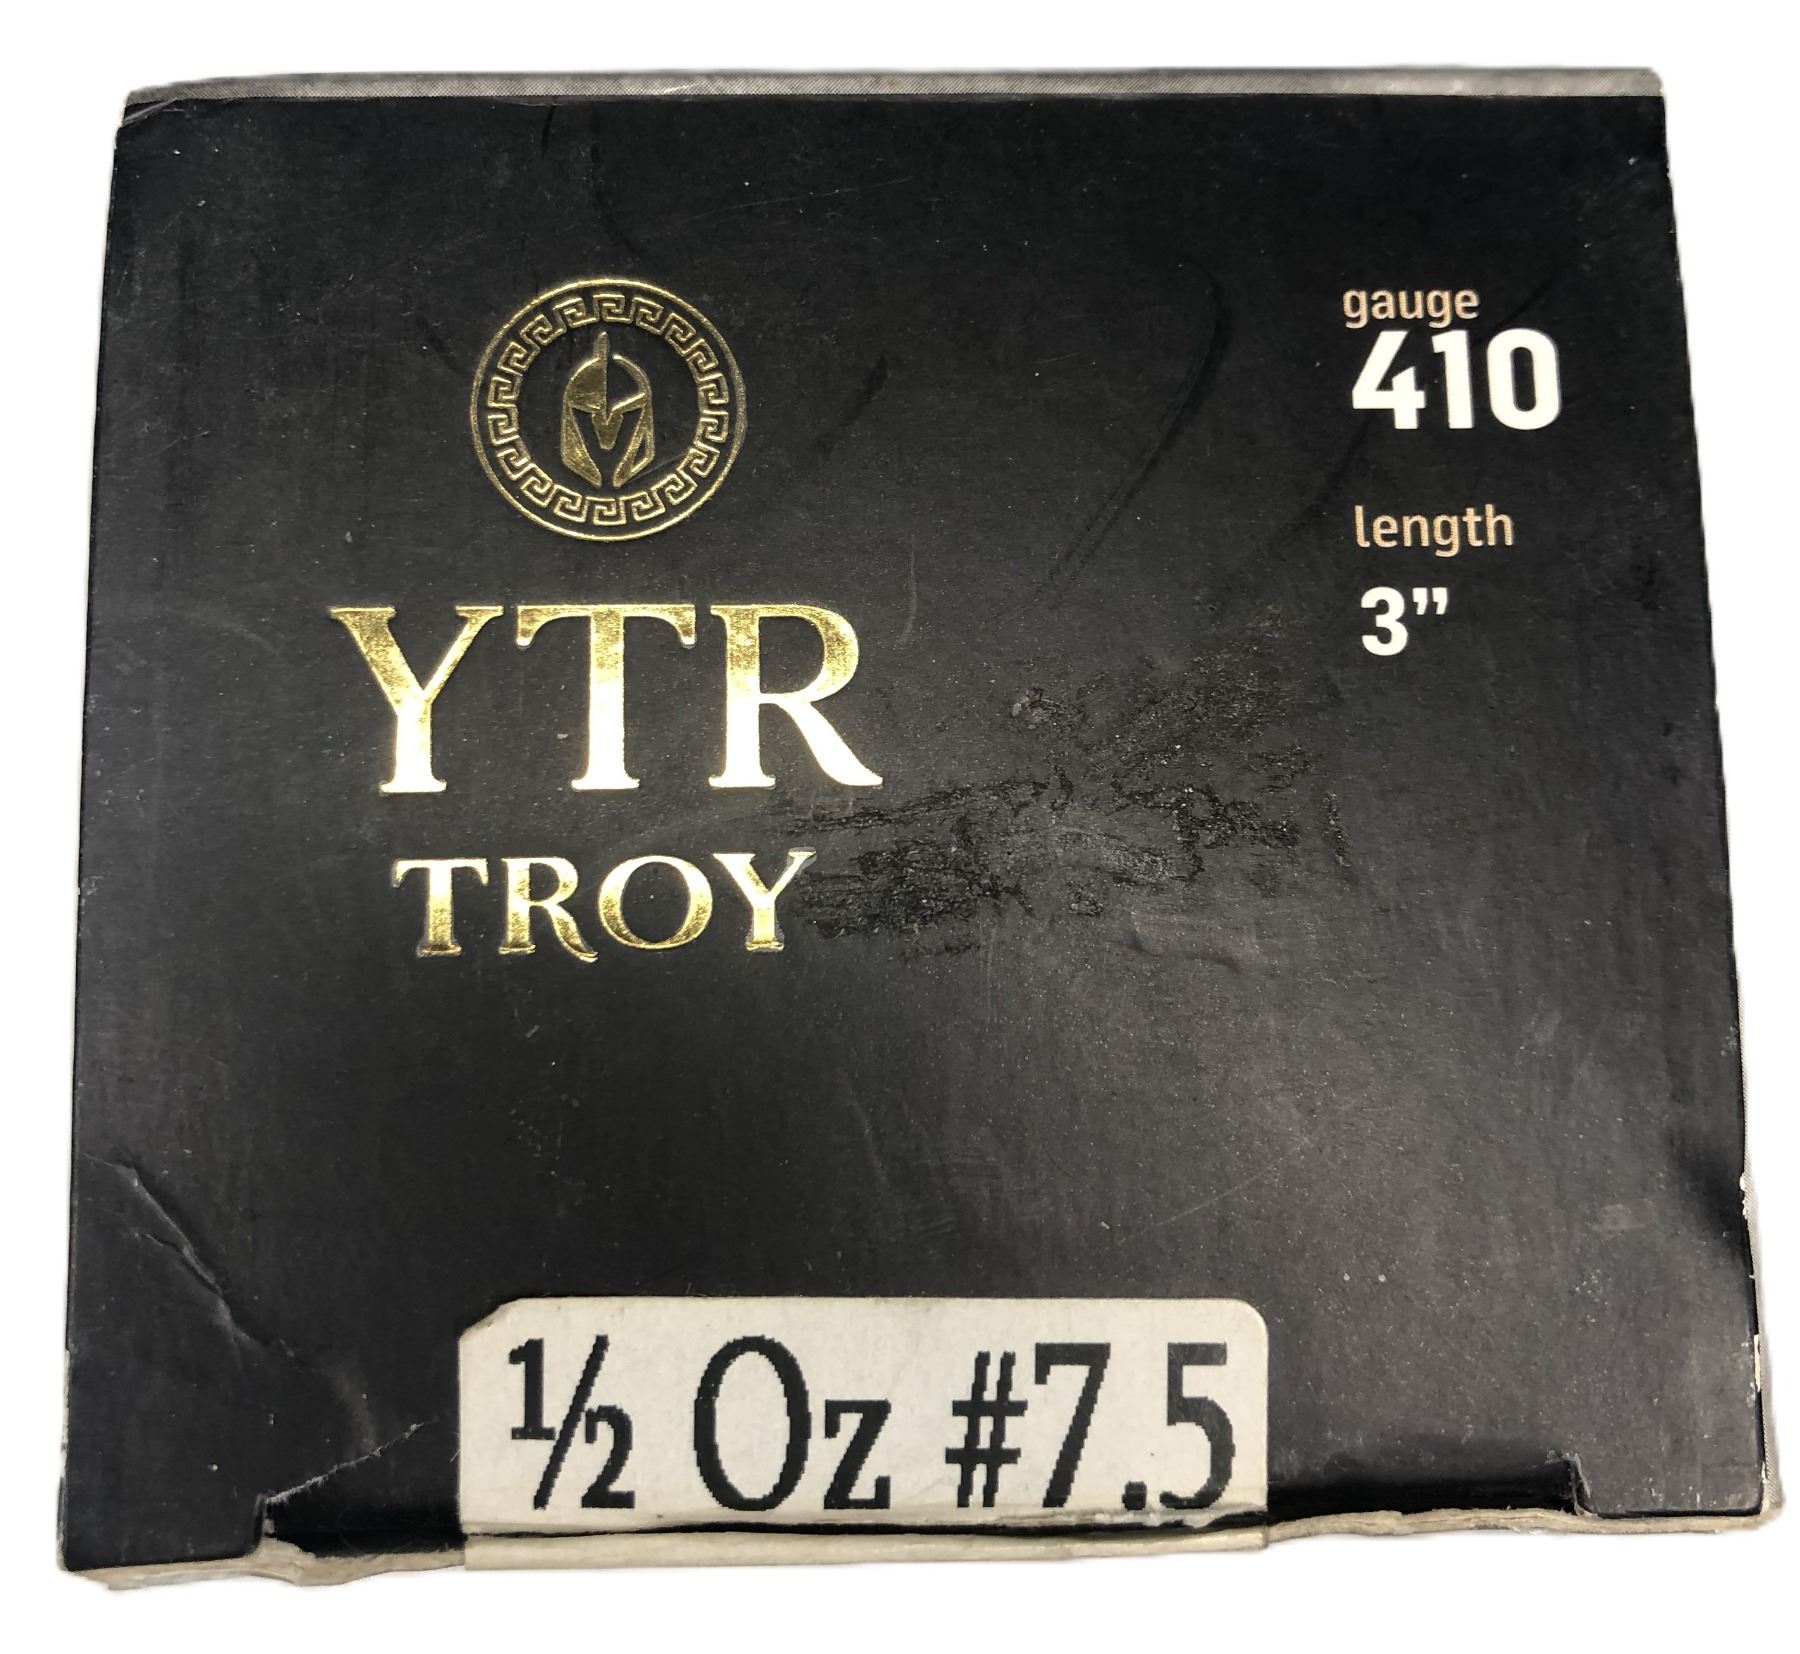 gauge
410
length
3”
YTR
TROY
½ Oz #7.5